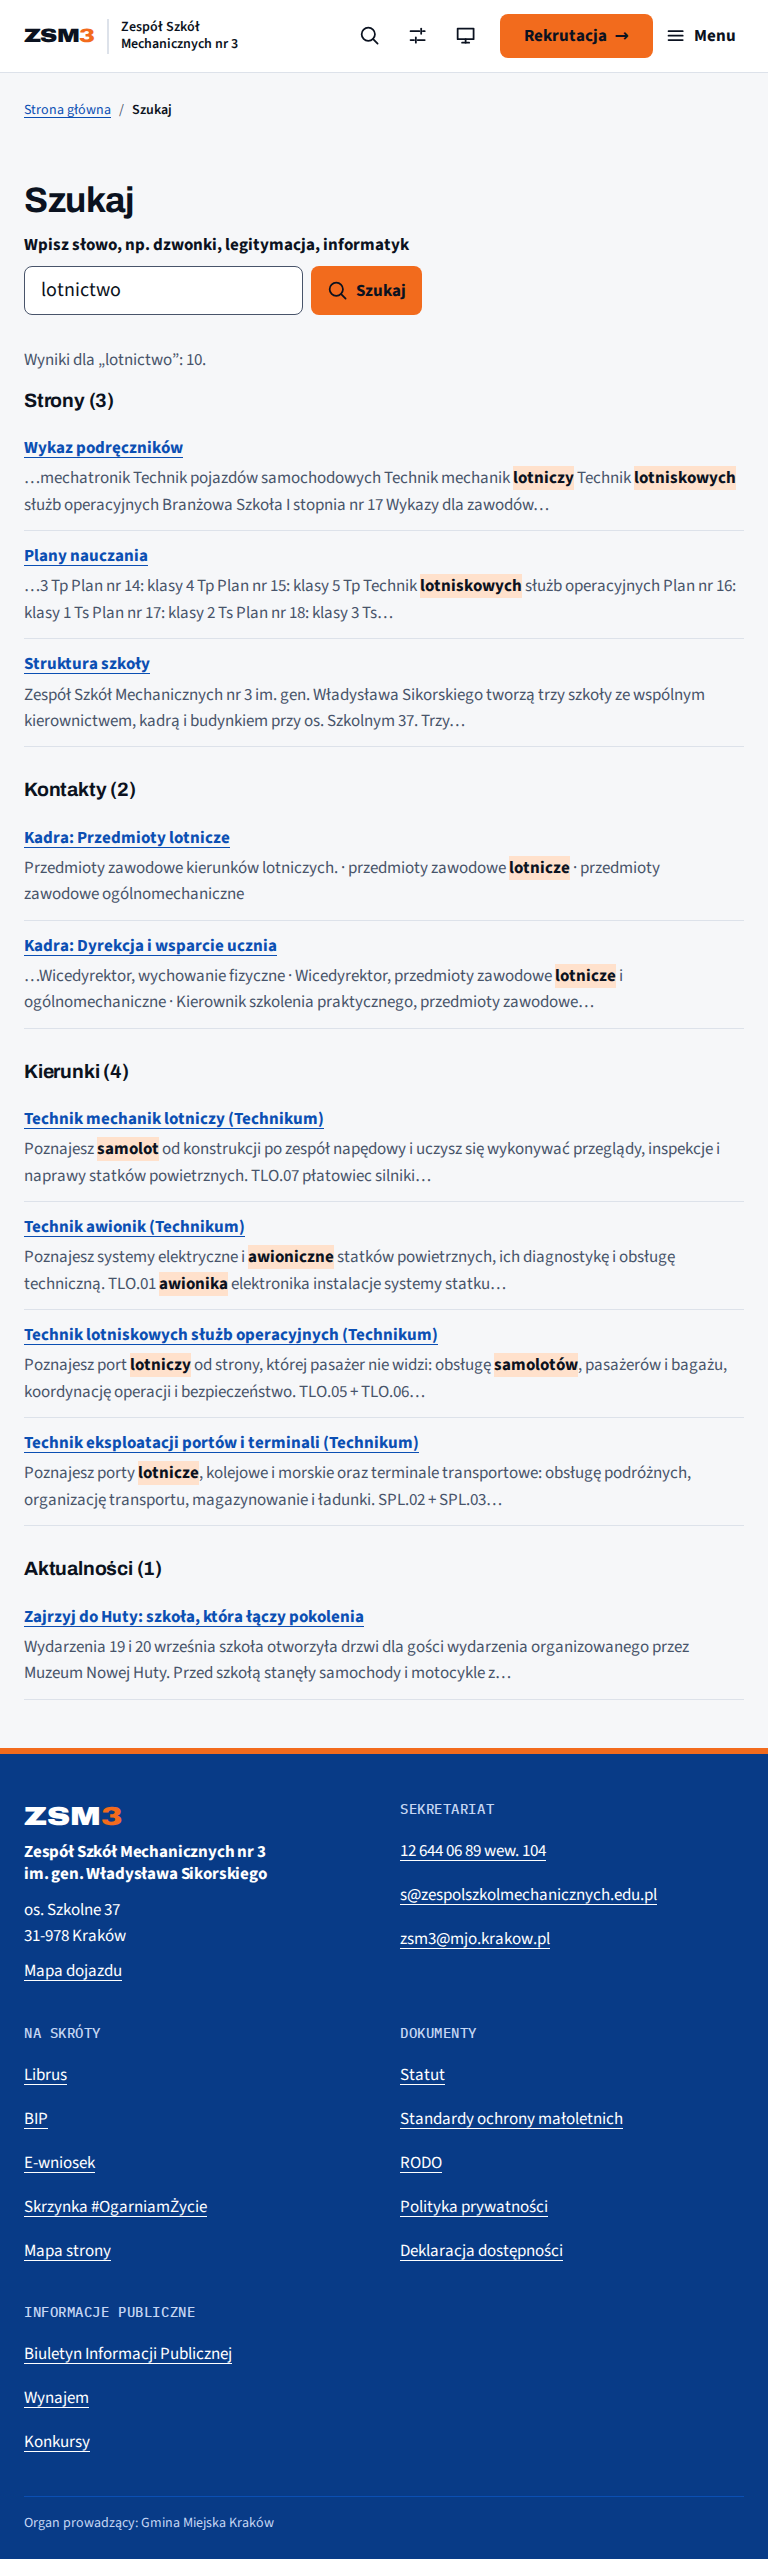 ZSM3
Zespół Szkół
Mechanicznych nr 3
Rekrutacja →
Menu
Strona główna / Szukaj
Szukaj
Wpisz słowo, np. dzwonki, legitymacja, informatyk
lotnictwo
Szukaj
Wyniki dla „lotnictwo”: 10.
Strony (3)
Wykaz podręczników
…mechatronik Technik pojazdów samochodowych Technik mechanik lotniczy Technik lotniskowych
służb operacyjnych Branżowa Szkoła I stopnia nr 17 Wykazy dla zawodów…
Plany nauczania
…3 Tp Plan nr 14: klasy 4 Tp Plan nr 15: klasy 5 Tp Technik lotniskowych służb operacyjnych Plan nr 16:
klasy 1 Ts Plan nr 17: klasy 2 Ts Plan nr 18: klasy 3 Ts…
Struktura szkoły
Zespół Szkół Mechanicznych nr 3 im. gen. Władysława Sikorskiego tworzą trzy szkoły ze wspólnym
kierownictwem, kadrą i budynkiem przy os. Szkolnym 37. Trzy…
Kontakty (2)
Kadra: Przedmioty lotnicze
Przedmioty zawodowe kierunków lotniczych. · przedmioty zawodowe lotnicze · przedmioty
zawodowe ogólnomechaniczne
Kadra: Dyrekcja i wsparcie ucznia
…Wicedyrektor, wychowanie fizyczne · Wicedyrektor, przedmioty zawodowe lotnicze i
ogólnomechaniczne · Kierownik szkolenia praktycznego, przedmioty zawodowe…
Kierunki (4)
Technik mechanik lotniczy (Technikum)
Poznajesz samolot od konstrukcji po zespół napędowy i uczysz się wykonywać przeglądy, inspekcje i
naprawy statków powietrznych. TLO.07 płatowiec silniki…
Technik awionik (Technikum)
Poznajesz systemy elektryczne i awioniczne statków powietrznych, ich diagnostykę i obsługę
techniczną. TLO.01 awionika elektronika instalacje systemy statku…
Technik lotniskowych służb operacyjnych (Technikum)
Poznajesz port lotniczy od strony, której pasażer nie widzi: obsługę samolotów, pasażerów i bagażu,
koordynację operacji i bezpieczeństwo. TLO.05 + TLO.06…
Technik eksploatacji portów i terminali (Technikum)
Poznajesz porty lotnicze, kolejowe i morskie oraz terminale transportowe: obsługę podróżnych,
organizację transportu, magazynowanie i ładunki. SPL.02 + SPL.03…
Aktualności (1)
Zajrzyj do Huty: szkoła, która łączy pokolenia
Wydarzenia 19 i 20 września szkoła otworzyła drzwi dla gości wydarzenia organizowanego przez
Muzeum Nowej Huty. Przed szkołą stanęły samochody i motocykle z…
ZSM3
Zespół Szkół Mechanicznych nr 3
im. gen. Władysława Sikorskiego
os. Szkolne 37
31-978 Kraków
Mapa dojazdu
SEKRETARIAT
12 644 06 89 wew. 104
s@zespolszkolmechanicznych.edu.pl
zsm3@mjo.krakow.pl
NA SKRÓTY
Librus
BIP
E-wniosek
Skrzynka #OgarniamŻycie
Mapa strony
DOKUMENTY
Statut
Standardy ochrony małoletnich
RODO
Polityka prywatności
Deklaracja dostępności
INFORMACJE PUBLICZNE
Biuletyn Informacji Publicznej
Wynajem
Konkursy
Organ prowadzący: Gmina Miejska Kraków